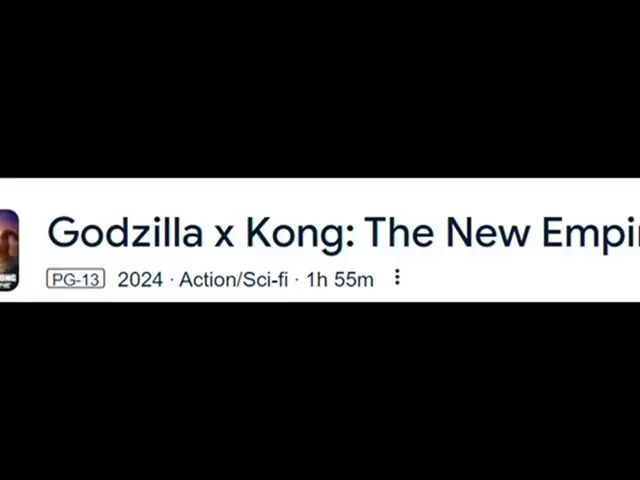 Godzilla x Kong: The New Empi
PG-13 2024 · Action/Sci-fi · 1h 55m